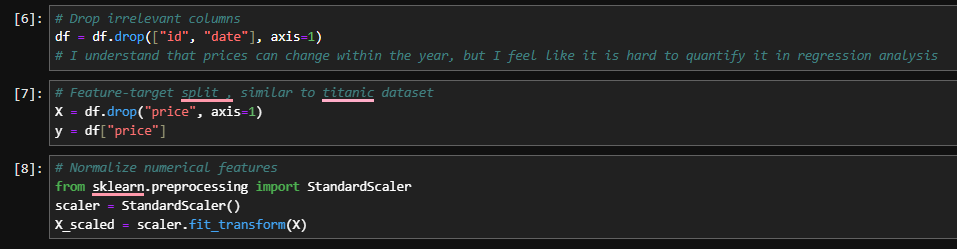 [6]: # Drop irrelevant columns
df = df.drop(["id", "date"], axis=1)
# I understand that prices can change within the year, but I feel like it is hard to quantify it in regression analysis
[7]: # Feature-target split , similar to titanic dataset
X = df.drop("price", axis=1)
y = df["price"]
[8]: # Normalize numerical features
from sklearn.preprocessing import StandardScaler
scaler = StandardScaler()
X_scaled = scaler.fit_transform(X)